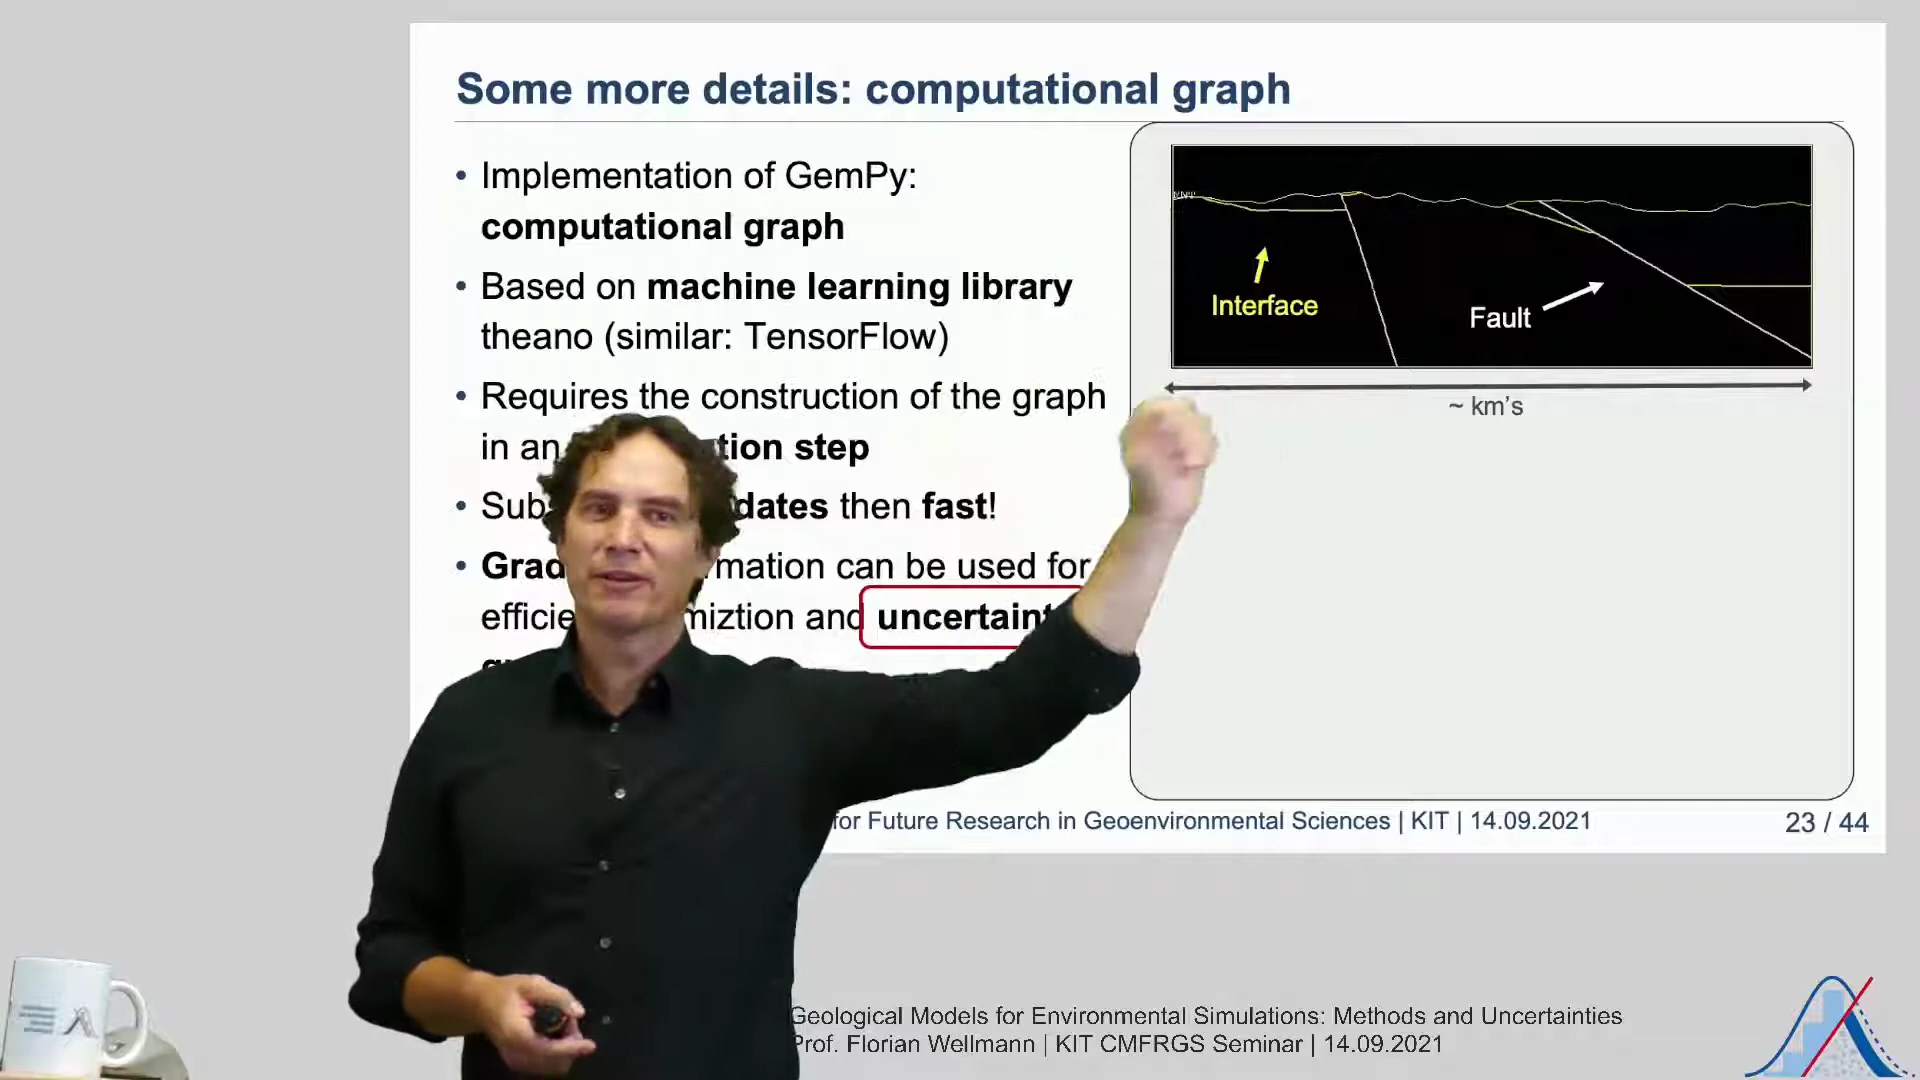 Some more details: computational graph
• Implementation of GemPy:
computational graph
• Based on machine learning library
theano (similar: TensorFlow)
• Requires the construction of the graph
in an tion step
• Sub dates then fast!
• Grad mation can be used for
efficie miztion and uncertaint
Interface
Fault
~ km's
for Future Research in Geoenvironmental Sciences | KIT | 14.09.2021
23 / 44
Geological Models for Environmental Simulations: Methods and Uncertainties
Prof. Florian Wellmann | KIT CMFRGS Seminar | 14.09.2021